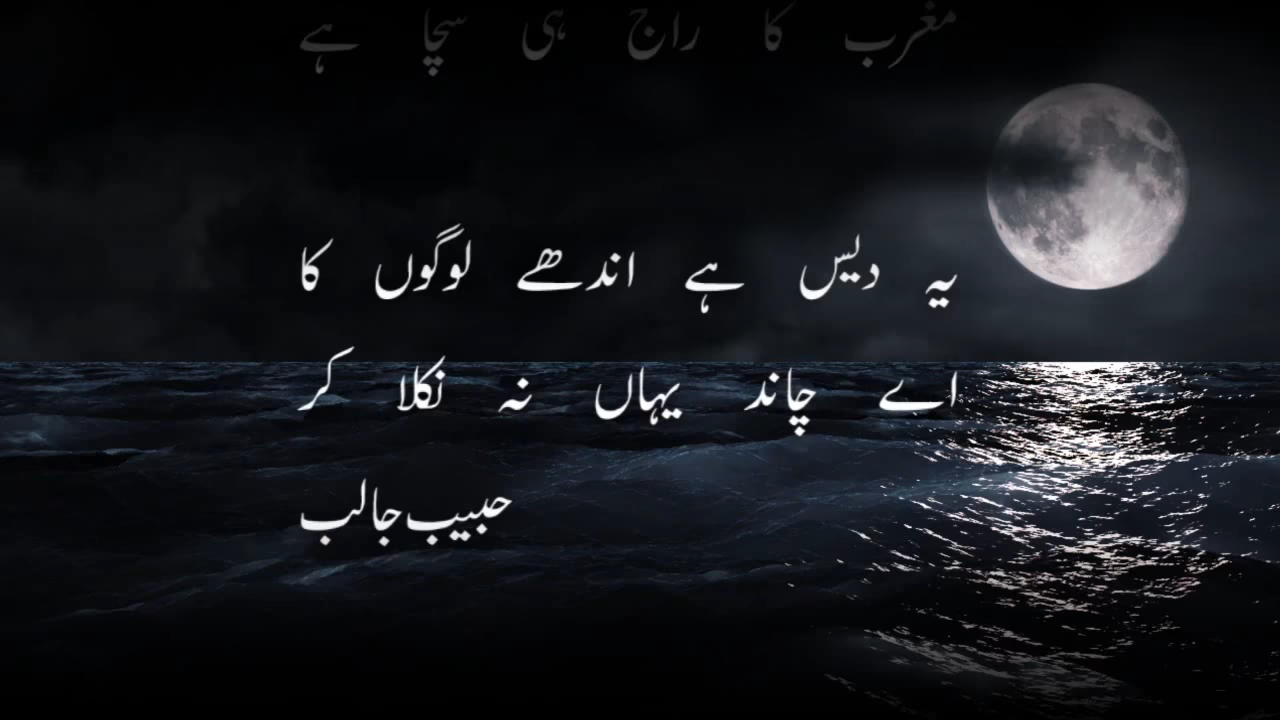 مغرب کا راج ہی سچا ہے
یہ دیس ہے اندھے لوگوں کا
اے چاند یہاں نہ نکلا کر
حبیب جالب